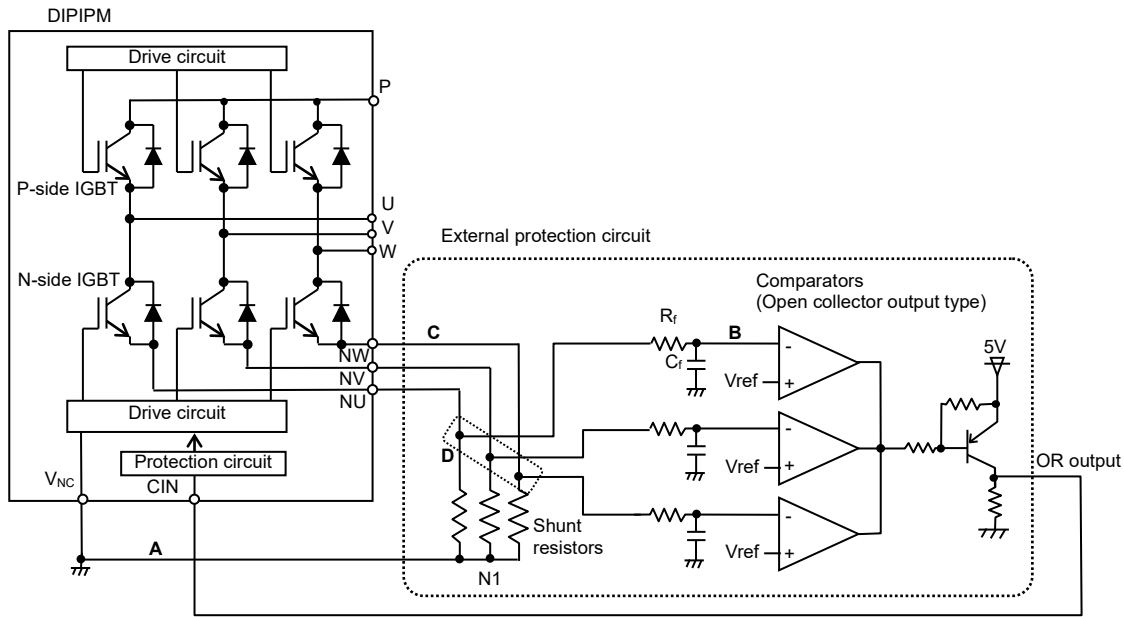 DIPIPM
Drive circuit
P
P-side IGBT
U
V
W
N-side IGBT
External protection circuit
Comparators
(Open collector output type)
C
Rf
B
Cf
-
Vref
+
5V
NW
NV
NU
Drive circuit
-
Vref
+
D
Protection circuit
OR output
VNC
CIN
Shunt
resistors
-
Vref
+
A
N1